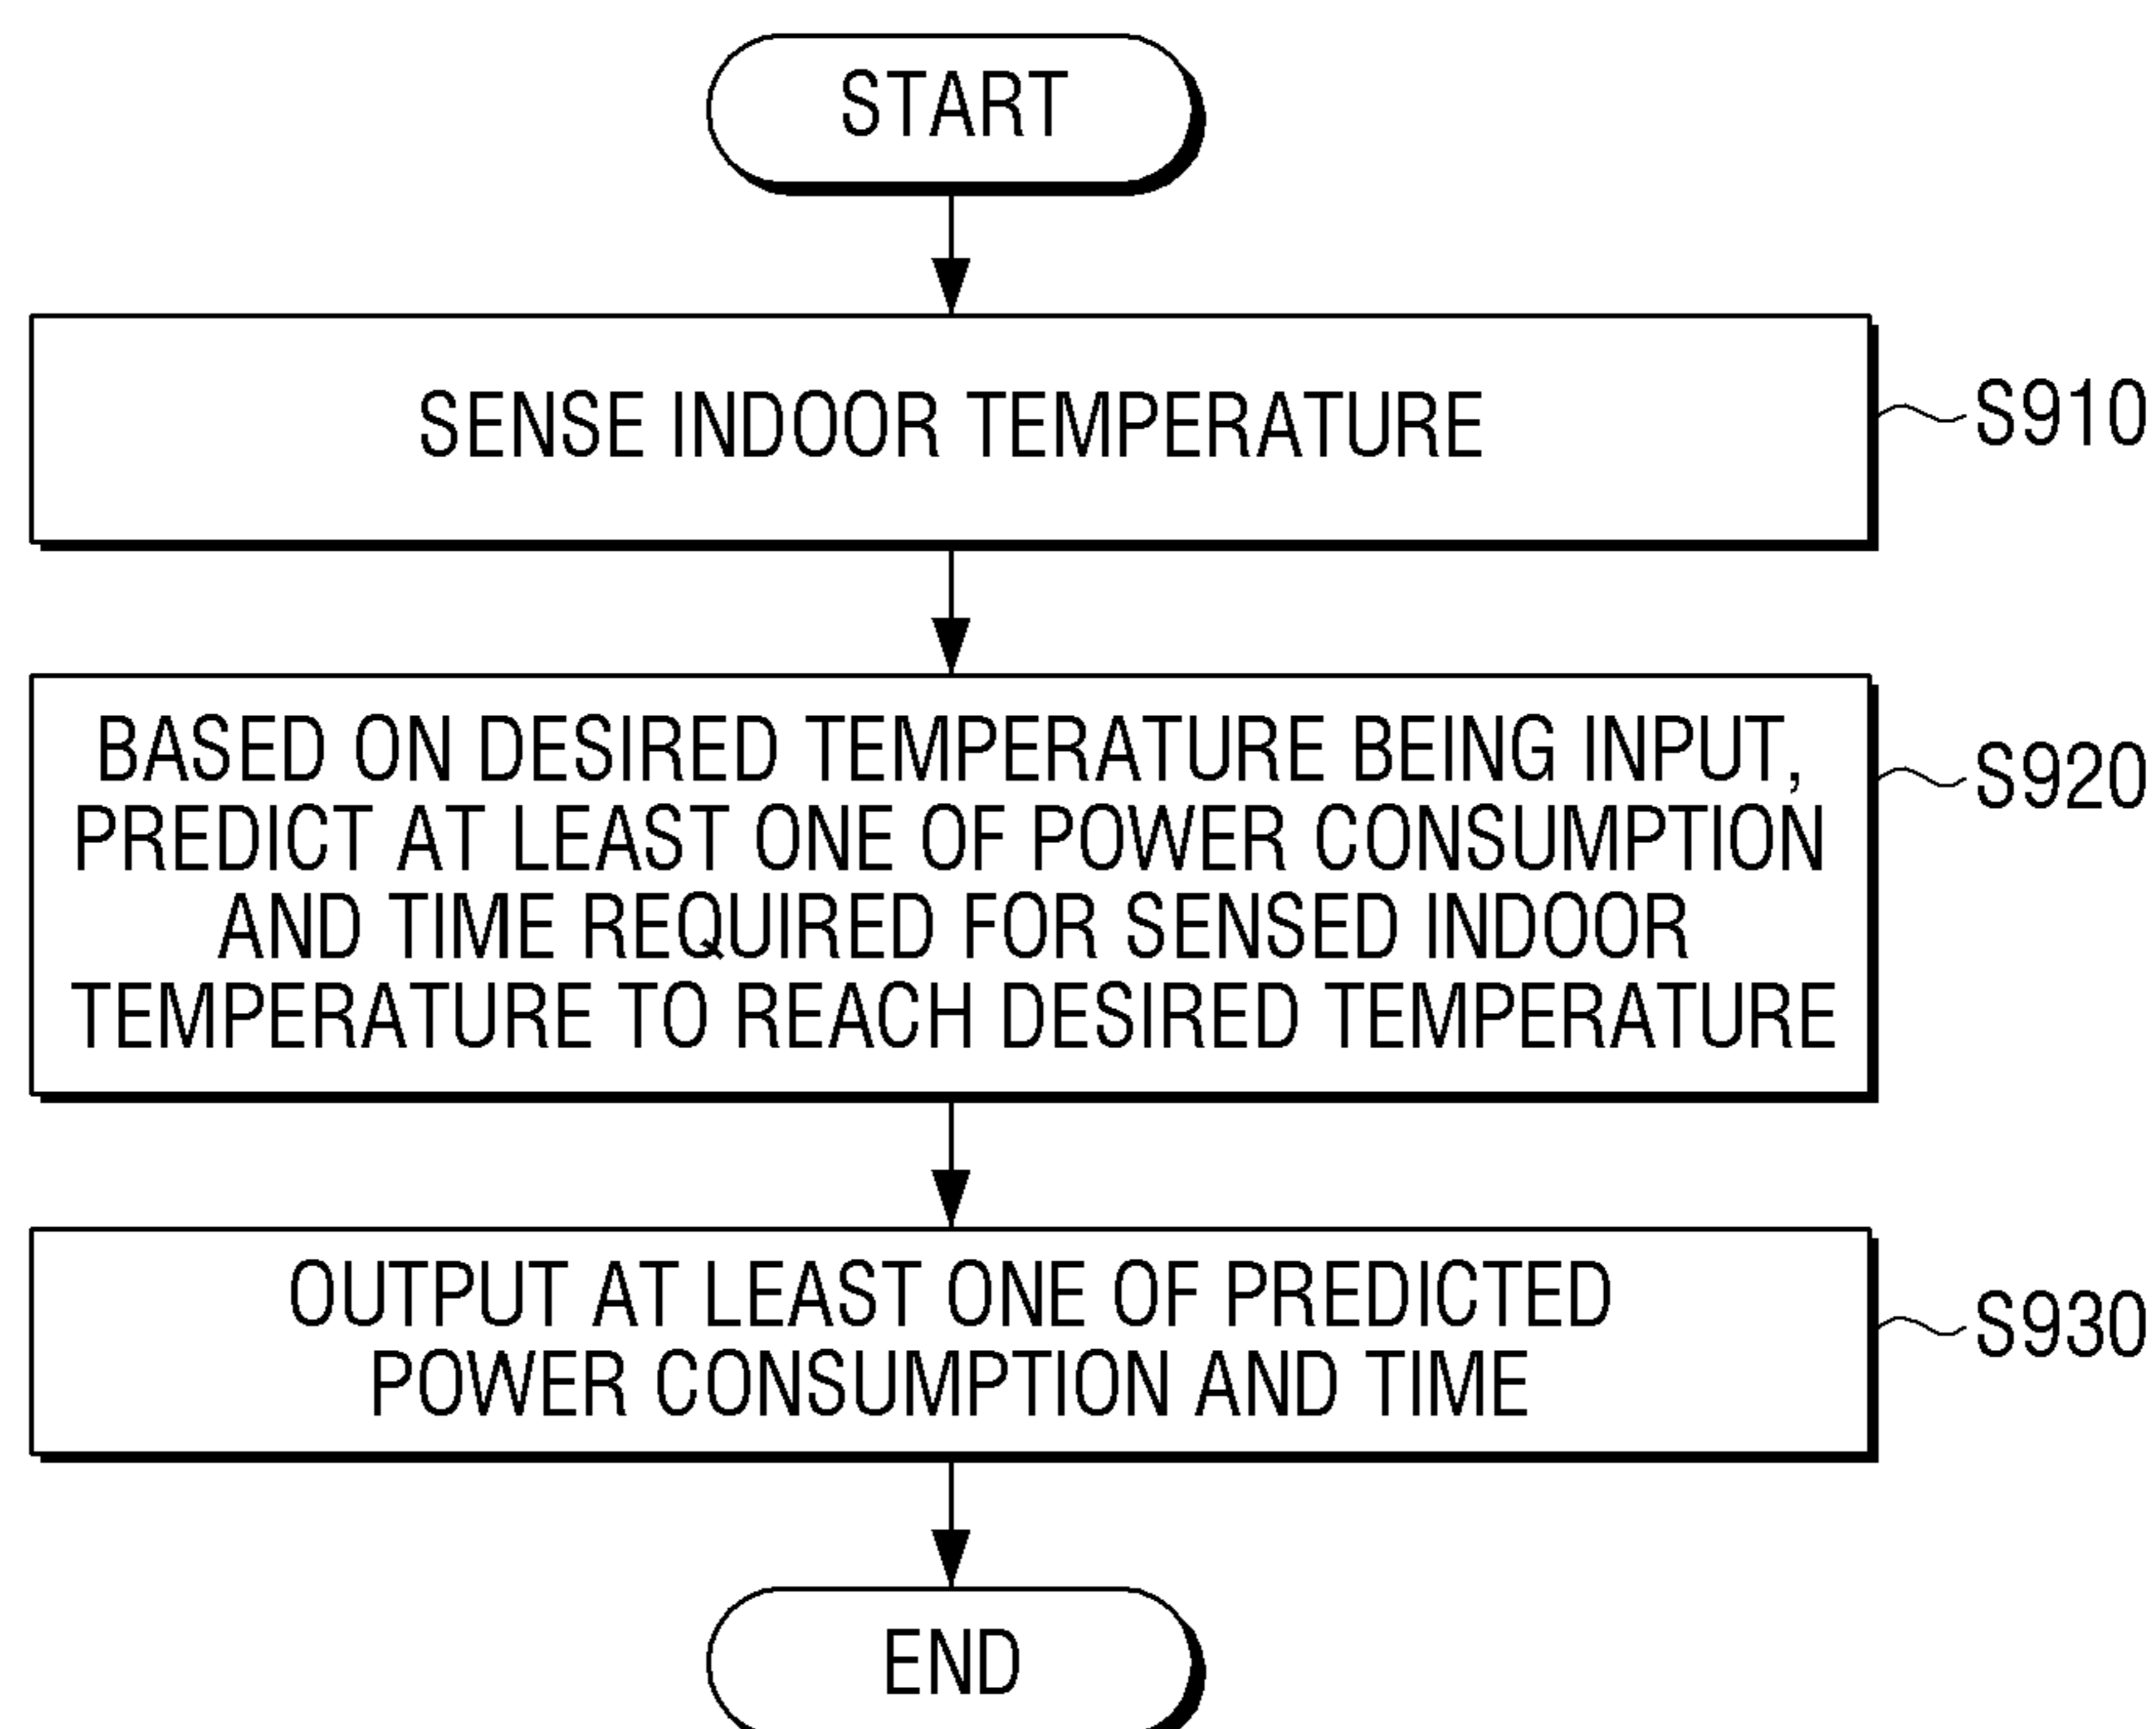 START
SENSE INDOOR TEMPERATURE
S910
BASED ON DESIRED TEMPERATURE BEING INPUT,
PREDICT AT LEAST ONE OF POWER CONSUMPTION
AND TIME REQUIRED FOR SENSED INDOOR
TEMPERATURE TO REACH DESIRED TEMPERATURE
S920
OUTPUT AT LEAST ONE OF PREDICTED
POWER CONSUMPTION AND TIME
S930
END